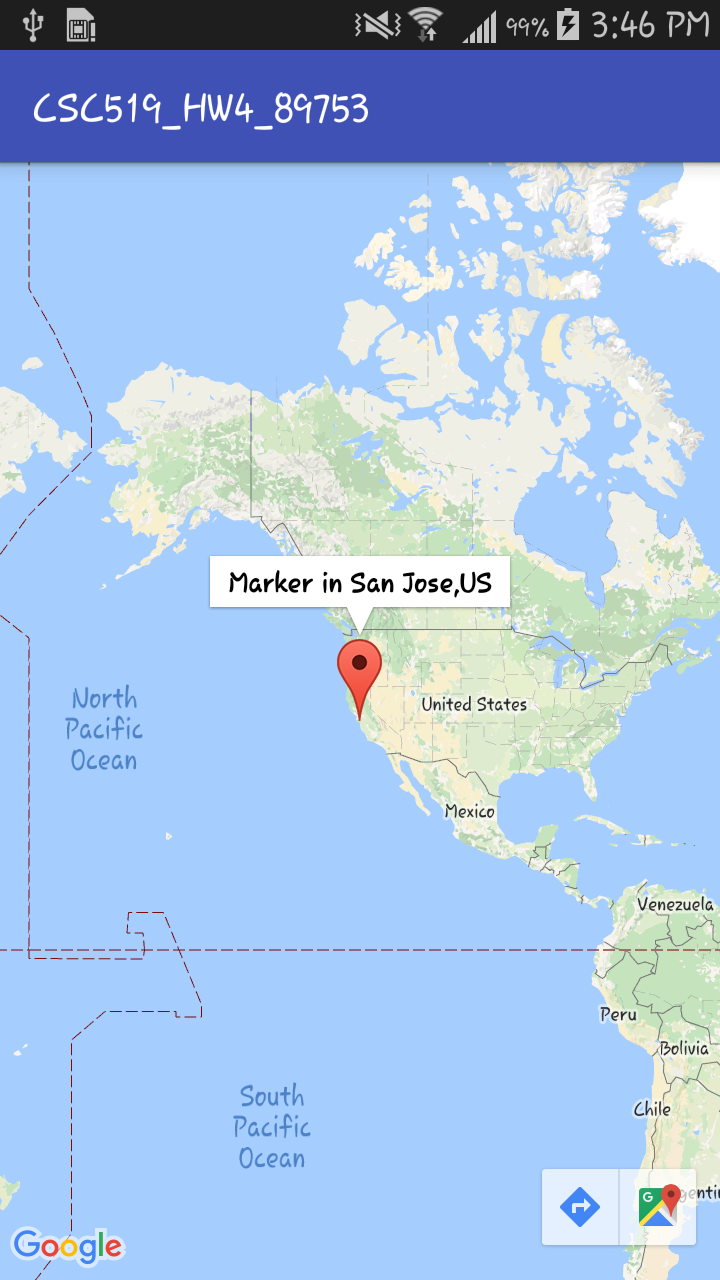 99% 3:46 PM
CSC519_HW4_89753
Marker in San Jose,US
United States
North
Pacific
Ocean
Mexico
Venezuela
Peru
Bolivia
South
Pacific
Ocean
Chile
G
Google